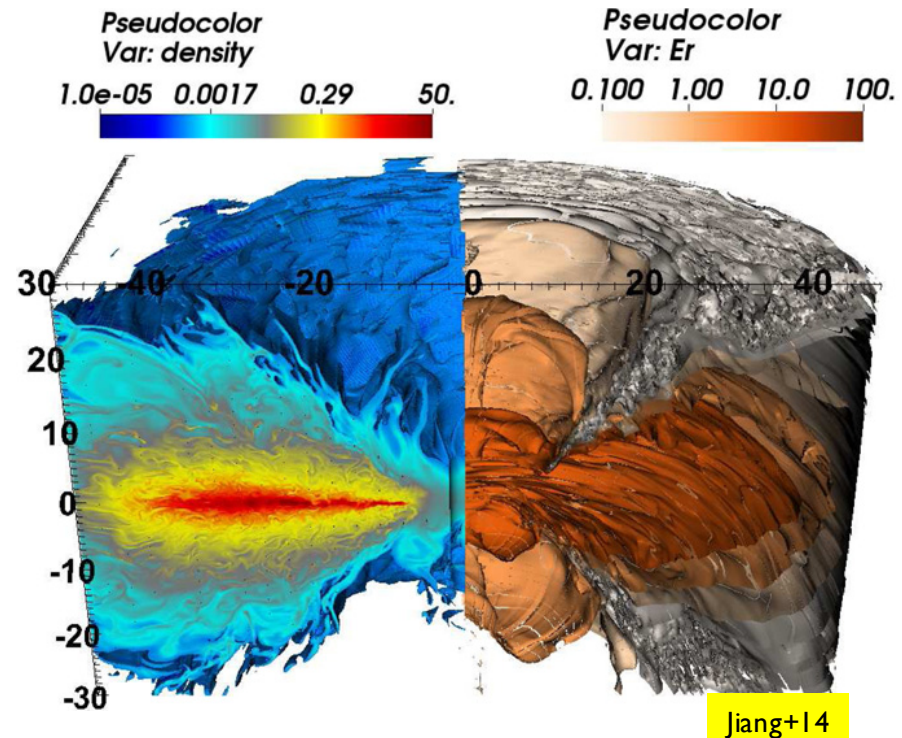 Pseudocolor
Var: density
1.0e-05 0.0017 0.29 50.
Pseudocolor
Var: Er
0.100 1.00 10.0 100.
30 -40 -20 0 20 40
20
10
0
-10
-20
-30
Jiang+14